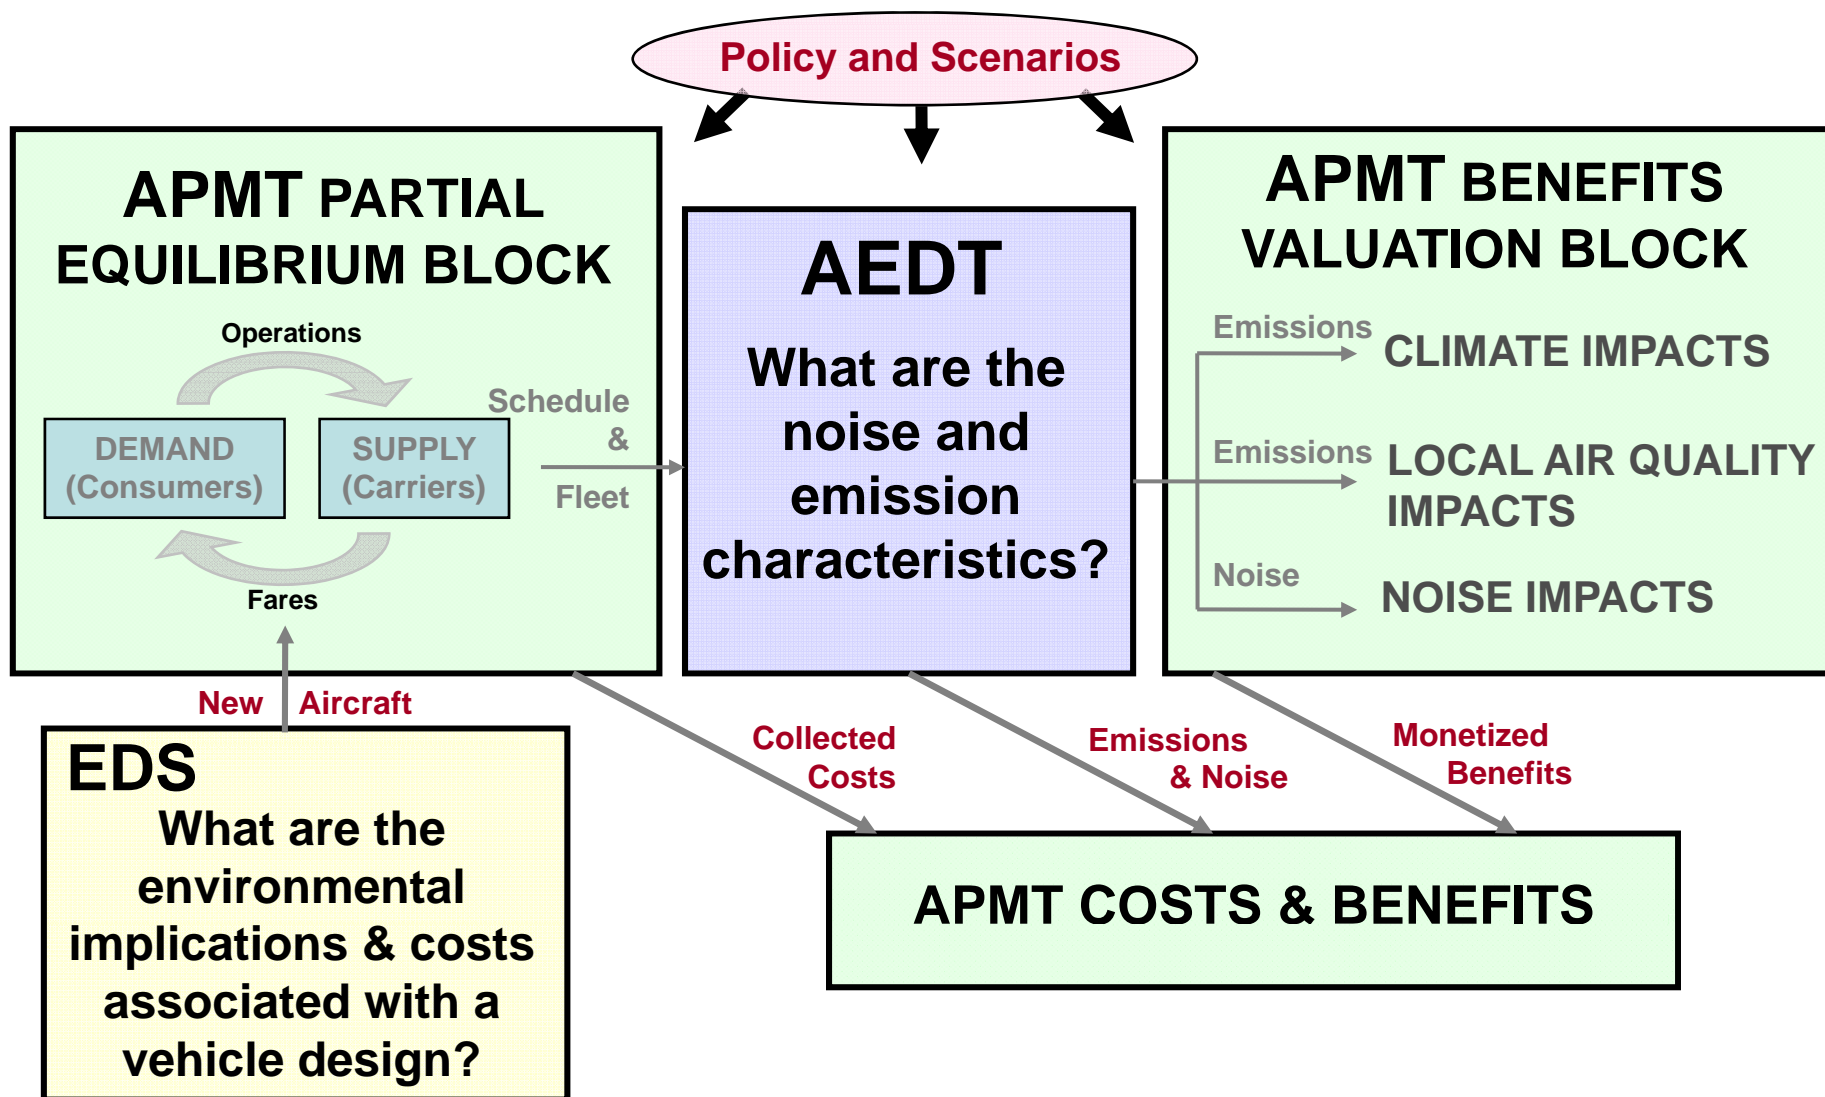 Policy and Scenarios
APMT PARTIAL
EQUILIBRIUM BLOCK
Operations
DEMAND
(Consumers)
SUPPLY
(Carriers)
Fares
Schedule
&
Fleet
AEDT
What are the
noise and
emission
characteristics?
APMT BENEFITS
VALUATION BLOCK
Emissions
CLIMATE IMPACTS
Emissions
LOCAL AIR QUALITY
IMPACTS
Noise
NOISE IMPACTS
New Aircraft
EDS
What are the
environmental
implications & costs
associated with a
vehicle design?
Collected
Costs
Emissions
& Noise
Monetized
Benefits
APMT COSTS & BENEFITS